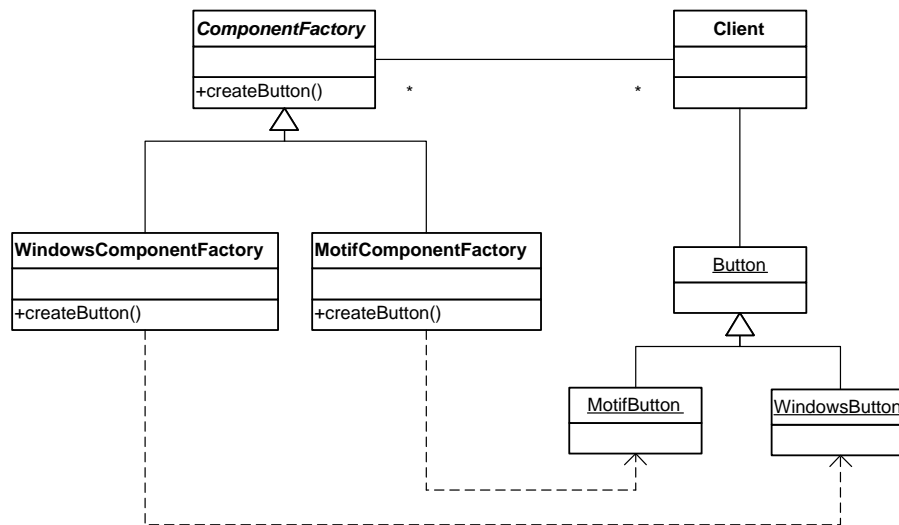 ComponentFactory
+createButton()
Client
* *
WindowsComponentFactory
+createButton()
MotifComponentFactory
+createButton()
Button
MotifButton
WindowsButton